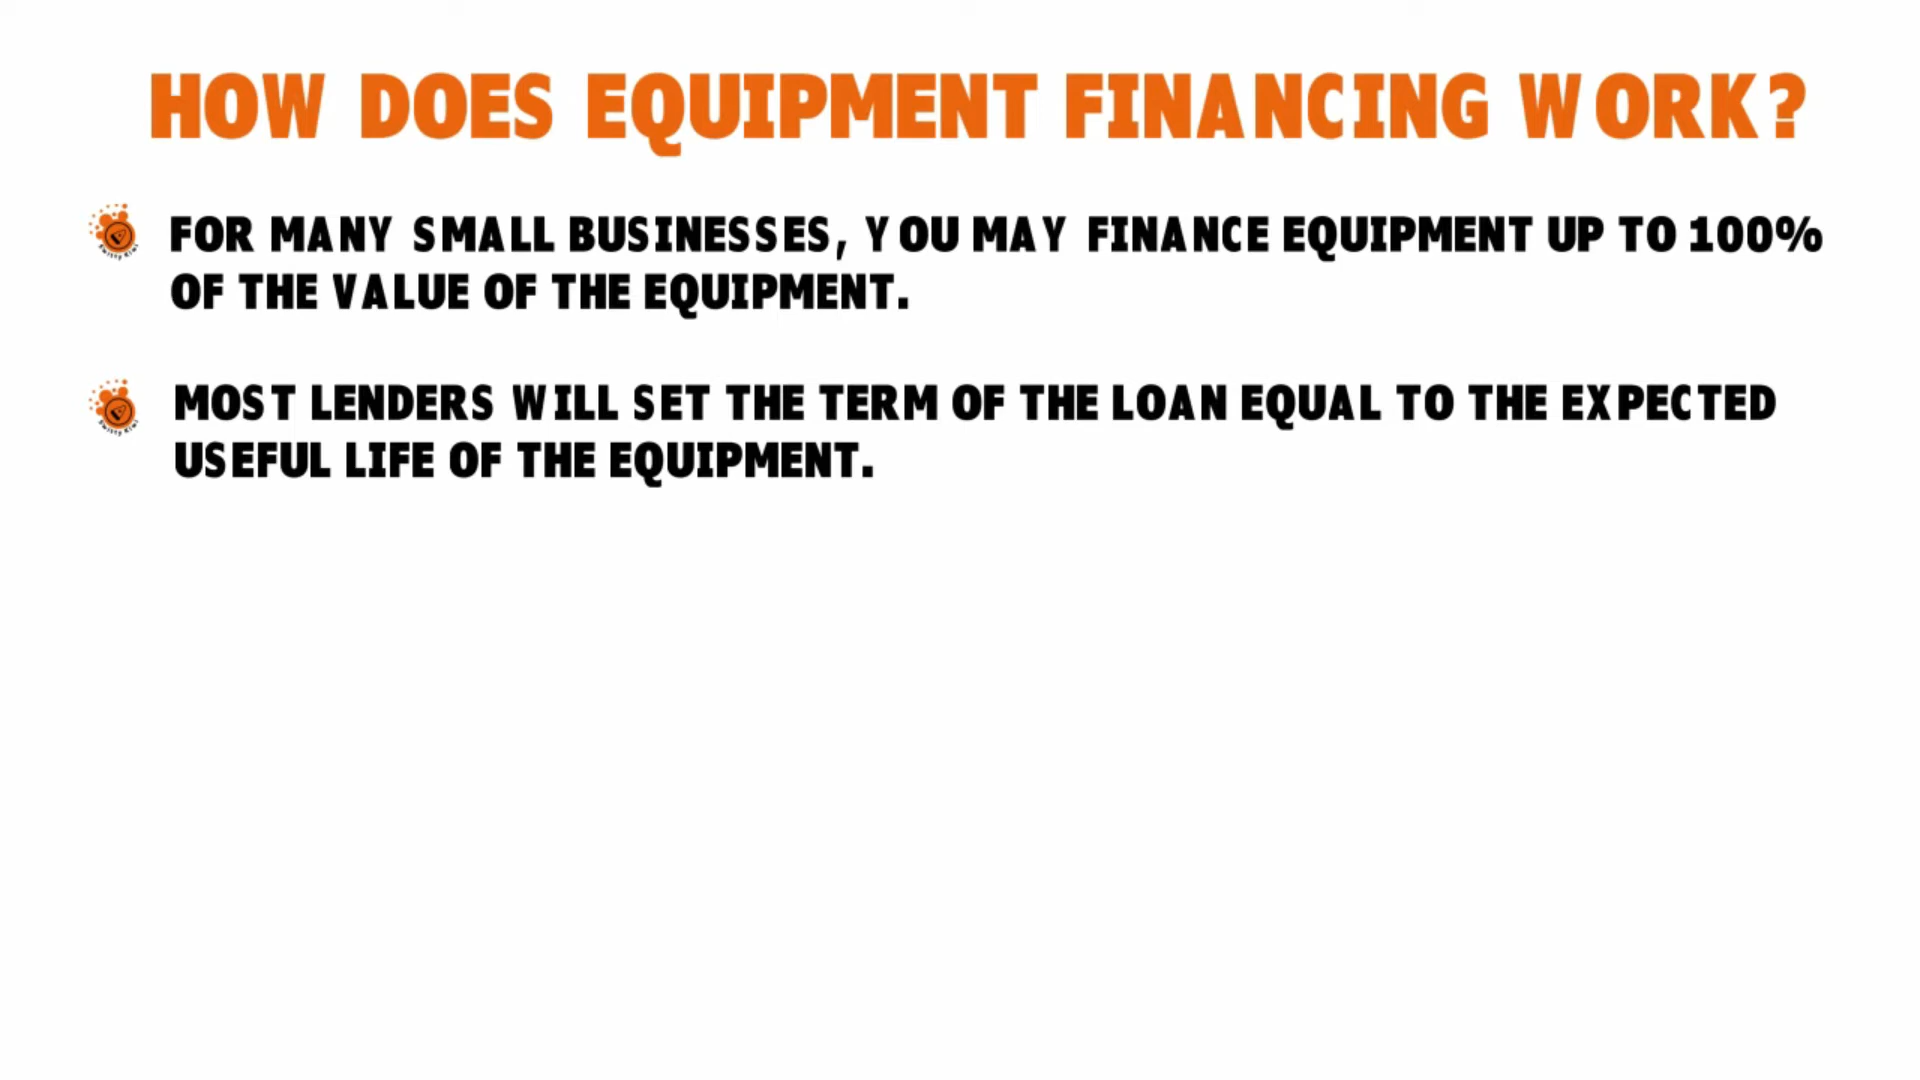 HOW DOES EQUIPMENT FINANCING WORK?
FOR MANY SMALL BUSINESSES, YOU MAY FINANCE EQUIPMENT UP TO 100%
OF THE VALUE OF THE EQUIPMENT.
MOST LENDERS WILL SET THE TERM OF THE LOAN EQUAL TO THE EXPECTED
USEFUL LIFE OF THE EQUIPMENT.